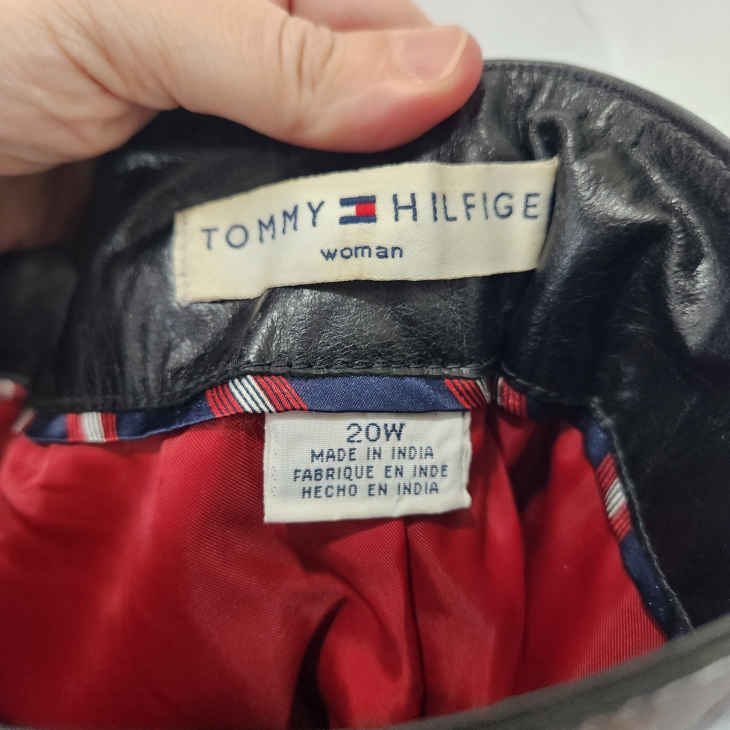 TOMMY HILFIGE
woman
20W
MADE IN INDIA
FABRIQUE EN INDE
HECHO EN INDIA